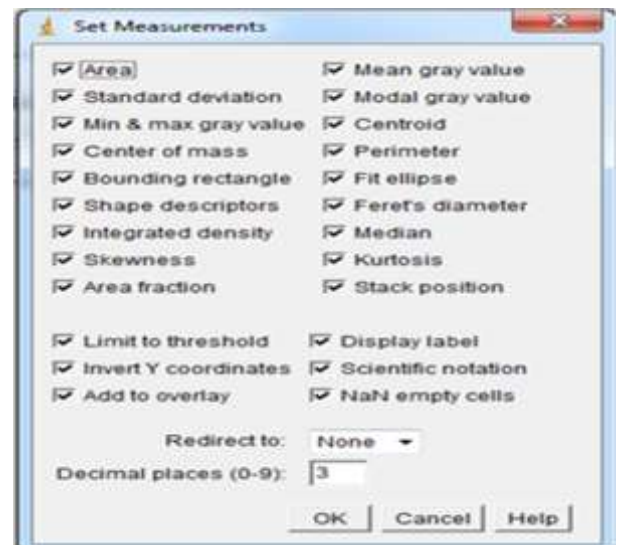 Set Measurements
Area Mean gray value
Standard deviation Modal gray value
Min & max gray value Centroid
Center of mass Perimeter
Bounding rectangle Fit ellipse
Shape descriptors Feret's diameter
Integrated density Median
Skewness Kurtosis
Area fraction Stack position
Limit to threshold Display label
Invert Y coordinates Scientific notation
Add to overlay NaN empty cells
Redirect to: None
Decimal places (0-9): 3
OK Cancel Help